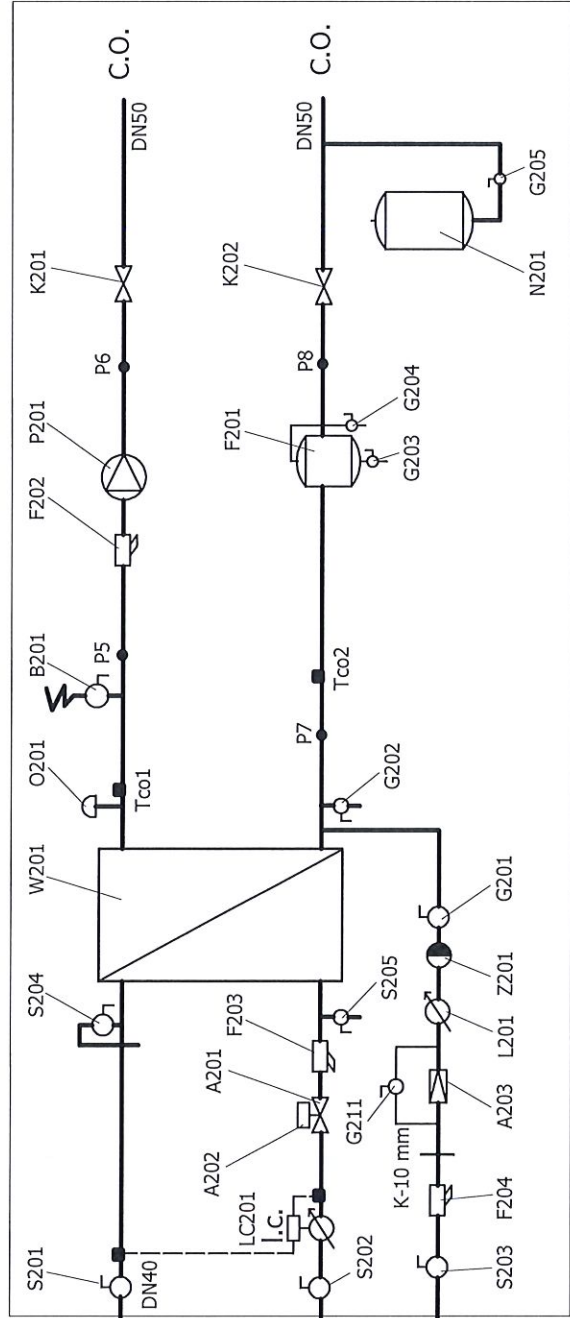 S201
DN40
S204
W201
O201
Tco1
B201
P5
F202
P201
P6
K201
DN50
C.O.
LC201
I.c.
S202
A202
A201
F203
S205
G202
P7
Tco2
F201
G204
G203
P8
K202
DN50
C.O.
N201
G205
S203
F204
K-10 mm
G211
A203
L201
Z201
G201